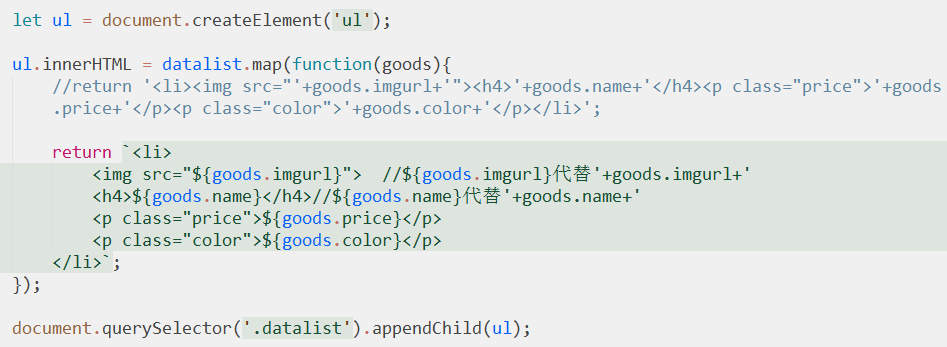 let ul = document.createElement('ul');
ul.innerHTML = datalist.map(function(goods){
//return '<li><img src="'+goods.imgurl+'"><h4>'+goods.name+'</h4><p class="price">'+goods
.price+'</p><p class="color">'+goods.color+'</p></li>';
return `<li>
<img src="${goods.imgurl}">  //${goods.imgurl}代替'+goods.imgurl+'
<h4>${goods.name}</h4>//${goods.name}代替'+goods.name+'
<p class="price">${goods.price}</p>
<p class="color">${goods.color}</p>
</li>`;
});
document.querySelector('.datalist').appendChild(ul);